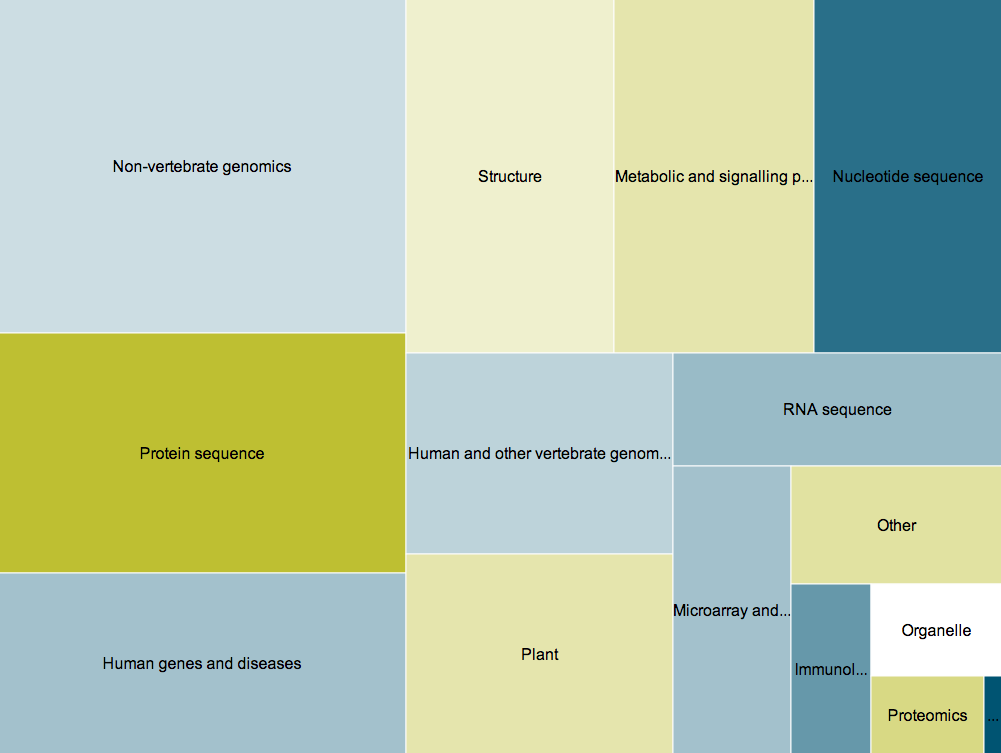 Non-vertebrate genomics
Structure
Metabolic and signalling p...
Nucleotide sequence
Protein sequence
Human and other vertebrate genom...
RNA sequence
Other
Microarray and...
Organelle
Human genes and diseases
Plant
Immunol...
Proteomics
...